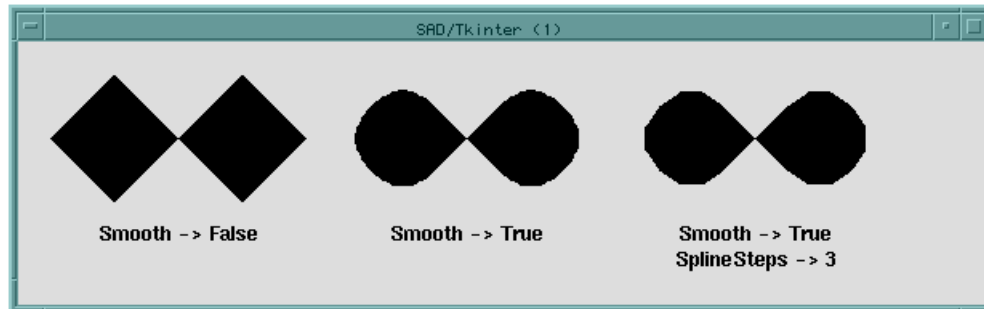 SAD/Tkinter (1)
Smooth -> False
Smooth -> True
Smooth -> True
SplineSteps -> 3